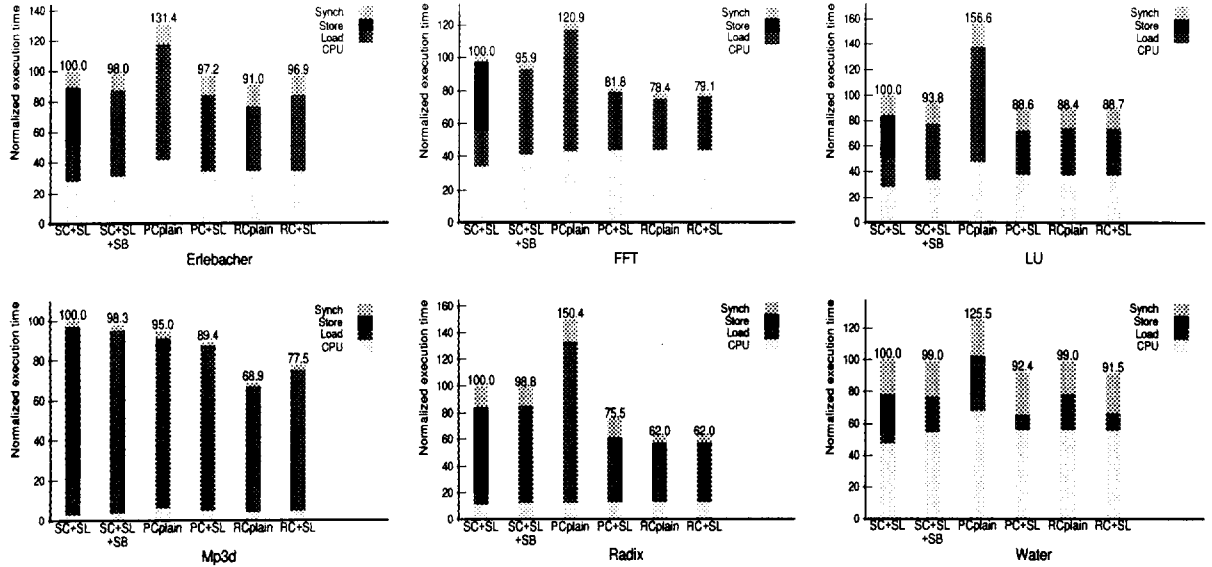 Normalized execution time
140
120
100
80
60
40
20
0
Synch
Store
Load
CPU
100.0
98.0
131.4
97.2
91.0
96.9
SC+SL
SC+SL
+SB
PCplain
PC+SL
RCplain
RC+SL
Erlebacher
Normalized execution time
120
100
80
60
40
20
0
Synch
Store
Load
CPU
100.0
95.9
120.9
81.8
78.4
79.1
SC+SL
SC+SL
+SB
PCplain
PC+SL
RCplain
RC+SL
FFT
Normalized execution time
160
140
120
100
80
60
40
20
0
Synch
Store
Load
CPU
100.0
93.8
156.6
88.6
88.4
88.7
SC+SL
SC+SL
+SB
PCplain
PC+SL
RCplain
RC+SL
LU
Normalized execution time
100
80
60
40
20
0
Synch
Store
Load
CPU
100.0
98.3
95.0
89.4
68.9
77.5
SC+SL
SC+SL
+SB
PCplain
PC+SL
RCplain
RC+SL
Mp3d
Normalized execution time
160
140
120
100
80
60
40
20
0
Synch
Store
Load
CPU
100.0
98.8
150.4
75.5
62.0
62.0
SC+SL
SC+SL
+SB
PCplain
PC+SL
RCplain
RC+SL
Radix
Normalized execution time
120
100
80
60
40
20
0
Synch
Store
Load
CPU
100.0
99.0
125.5
92.4
99.0
91.5
SC+SL
SC+SL
+SB
PCplain
PC+SL
RCplain
RC+SL
Water